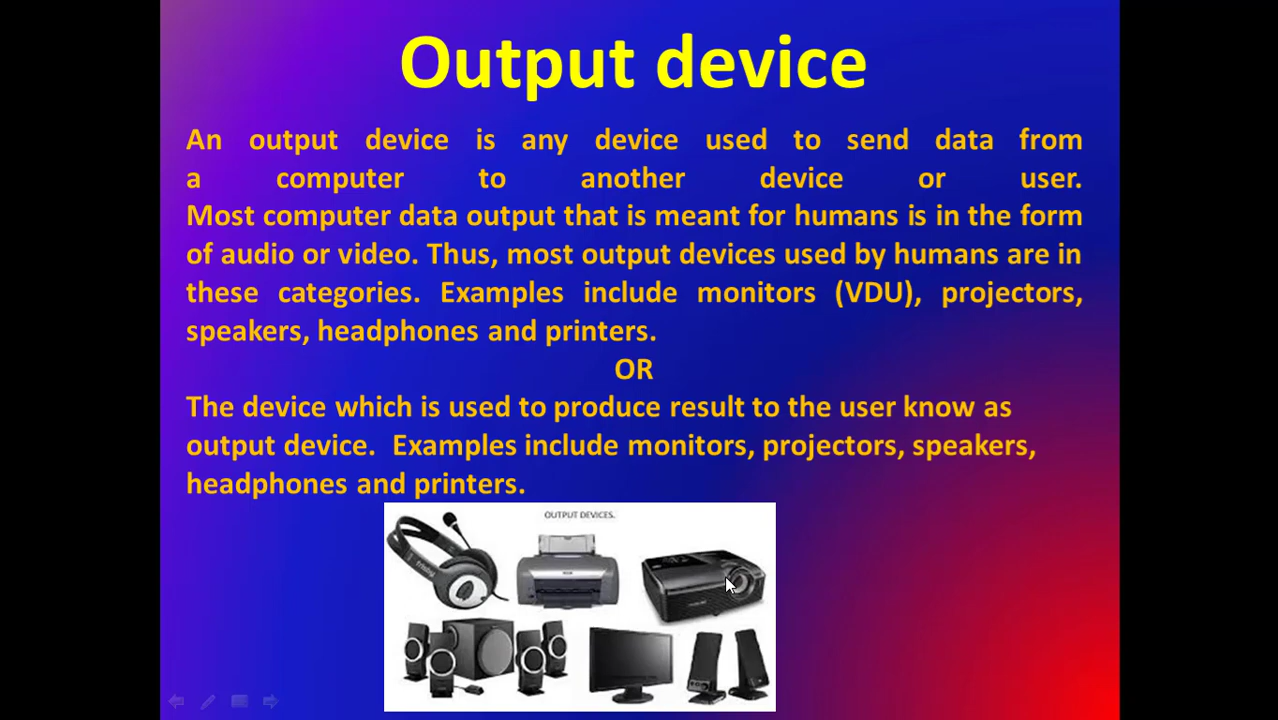 Output device
An output device is any device used to send data from
a computer to another device or user.
Most computer data output that is meant for humans is in the form
of audio or video. Thus, most output devices used by humans are in
these categories. Examples include monitors (VDU), projectors,
speakers, headphones and printers.
OR
The device which is used to produce result to the user know as
output device. Examples include monitors, projectors, speakers,
headphones and printers.
OUTPUT DEVICES.